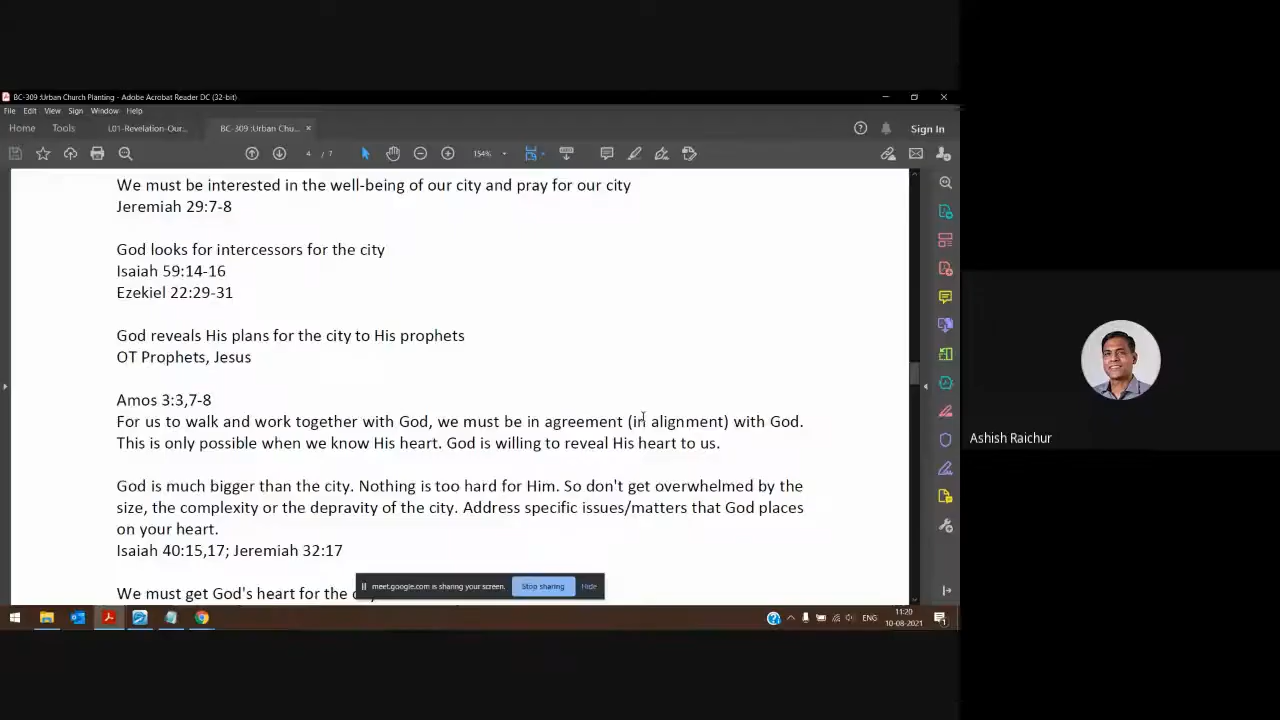 BC-309 :Urban Church Planting - Adobe Acrobat Reader DC (32-bit)
File Edit View Sign Window Help
Home Tools L01-Revelation-Our... BC-309 :Urban Chu... × Sign In
4 / 7 154%
We must be interested in the well-being of our city and pray for our city
Jeremiah 29:7-8
God looks for intercessors for the city
Isaiah 59:14-16
Ezekiel 22:29-31
God reveals His plans for the city to His prophets
OT Prophets, Jesus
Amos 3:3,7-8
For us to walk and work together with God, we must be in agreement (in alignment) with God.
This is only possible when we know His heart. God is willing to reveal His heart to us.
Ashish Raichur
God is much bigger than the city. Nothing is too hard for Him. So don't get overwhelmed by the
size, the complexity or the depravity of the city. Address specific issues/matters that God places
on your heart.
Isaiah 40:15,17; Jeremiah 32:17
We must get God's heart for the
meet.google.com is sharing your screen. Stop sharing Hide
ENG 11:20
10-08-2021